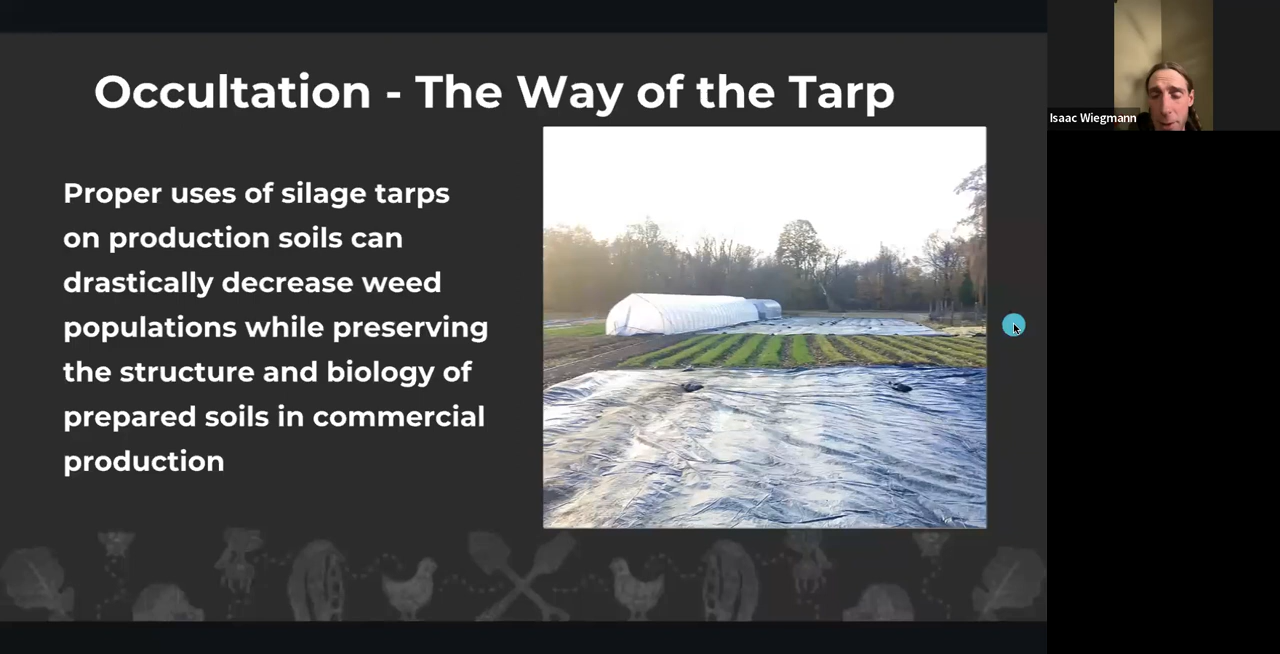 Occultation - The Way of the Tarp
Proper uses of silage tarps
on production soils can
drastically decrease weed
populations while preserving
the structure and biology of
prepared soils in commercial
production
Isaac Wiegmann